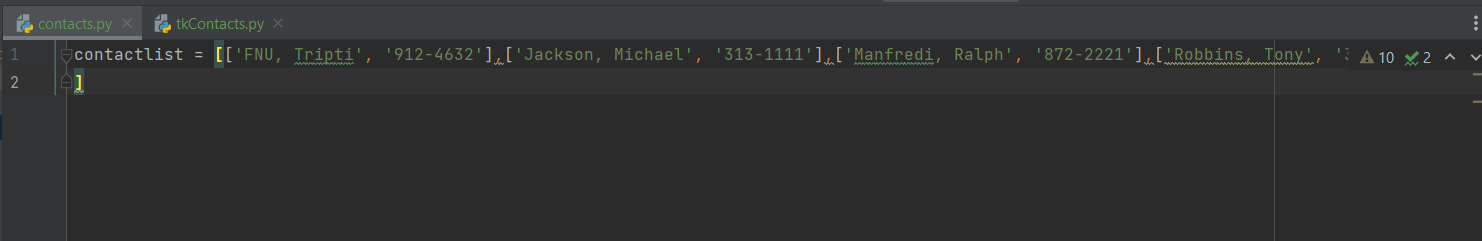 contacts.py
tkContacts.py
1 contactlist = [['FNU, Tripti', '912-4632'],['Jackson, Michael', '313-1111'],['Manfredi, Ralph', '872-2221'],['Robbins, Tony', '3
10
2
2 ]